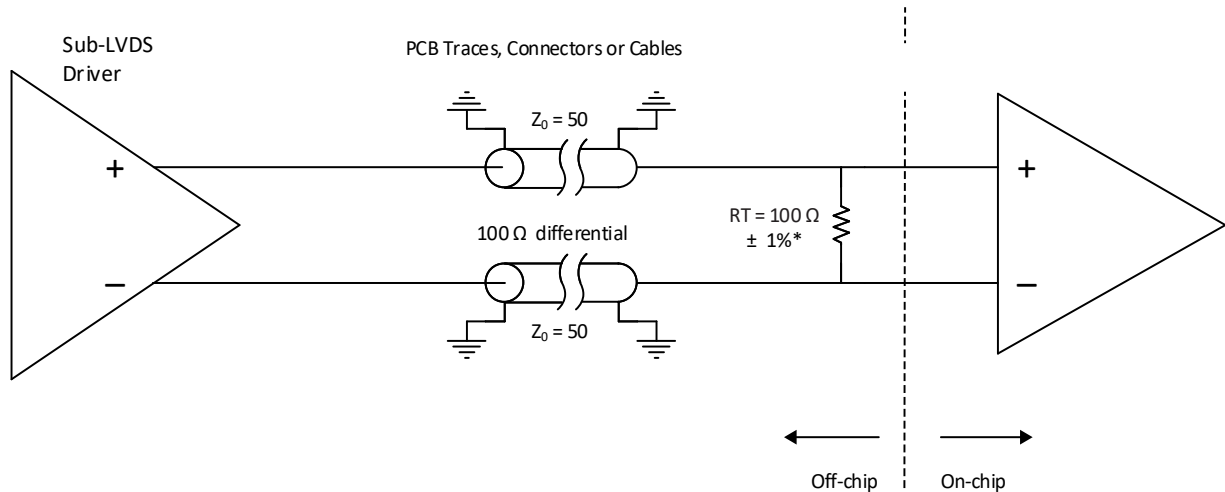 Sub-LVDS
Driver
PCB Traces, Connectors or Cables
Z₀ = 50
+
+
RT = 100 Ω
± 1%*
100 Ω differential
−
−
Z₀ = 50
Off-chip
On-chip